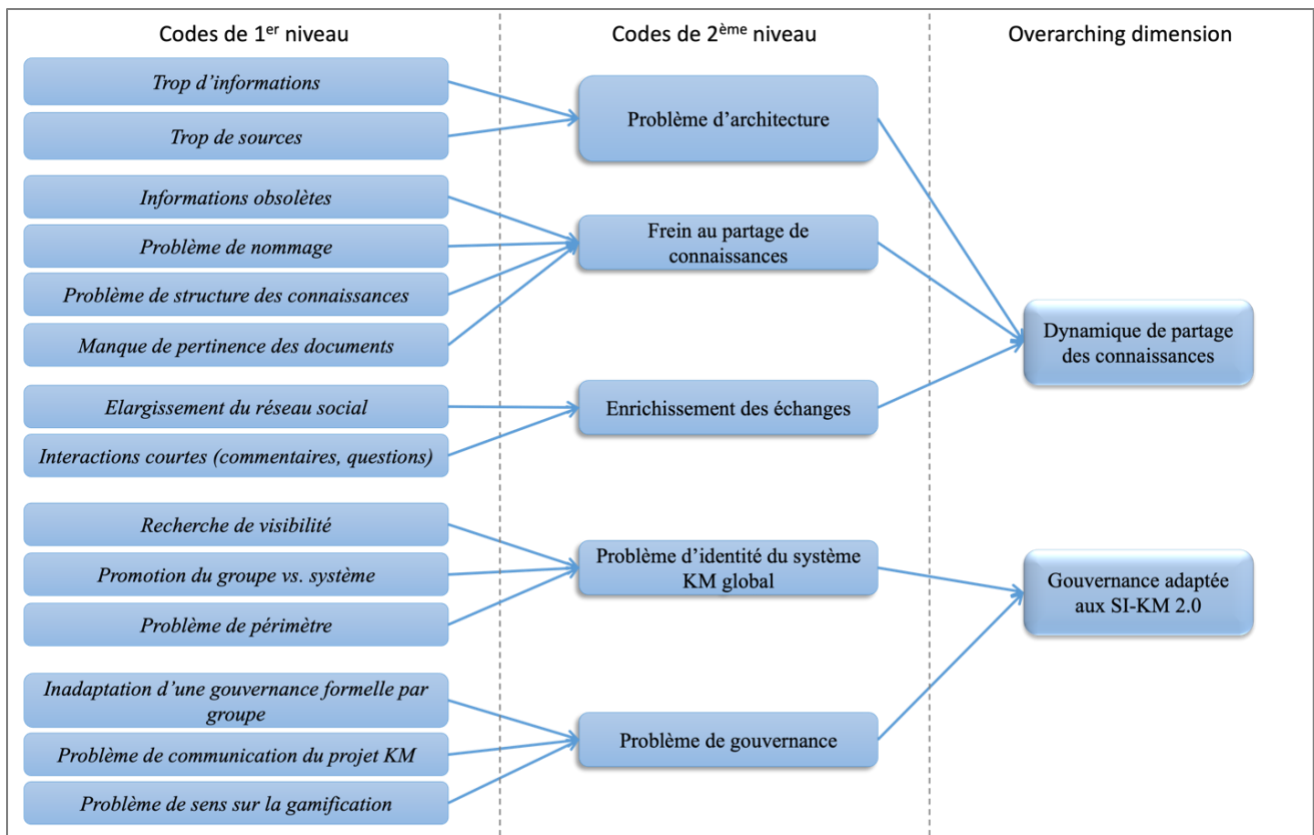 Codes de 1er niveau
Codes de 2ème niveau
Overarching dimension
Trop d’informations
Trop de sources
Informations obsolètes
Problème de nommage
Problème de structure des connaissances
Manque de pertinence des documents
Elargissement du réseau social
Interactions courtes (commentaires, questions)
Recherche de visibilité
Promotion du groupe vs. système
Problème de périmètre
Inadaptation d’une gouvernance formelle par
groupe
Problème de communication du projet KM
Problème de sens sur la gamification
Problème d’architecture
Frein au partage de
connaissances
Enrichissement des échanges
Problème d’identité du système
KM global
Problème de gouvernance
Dynamique de partage
des connaissances
Gouvernance adaptée
aux SI-KM 2.0